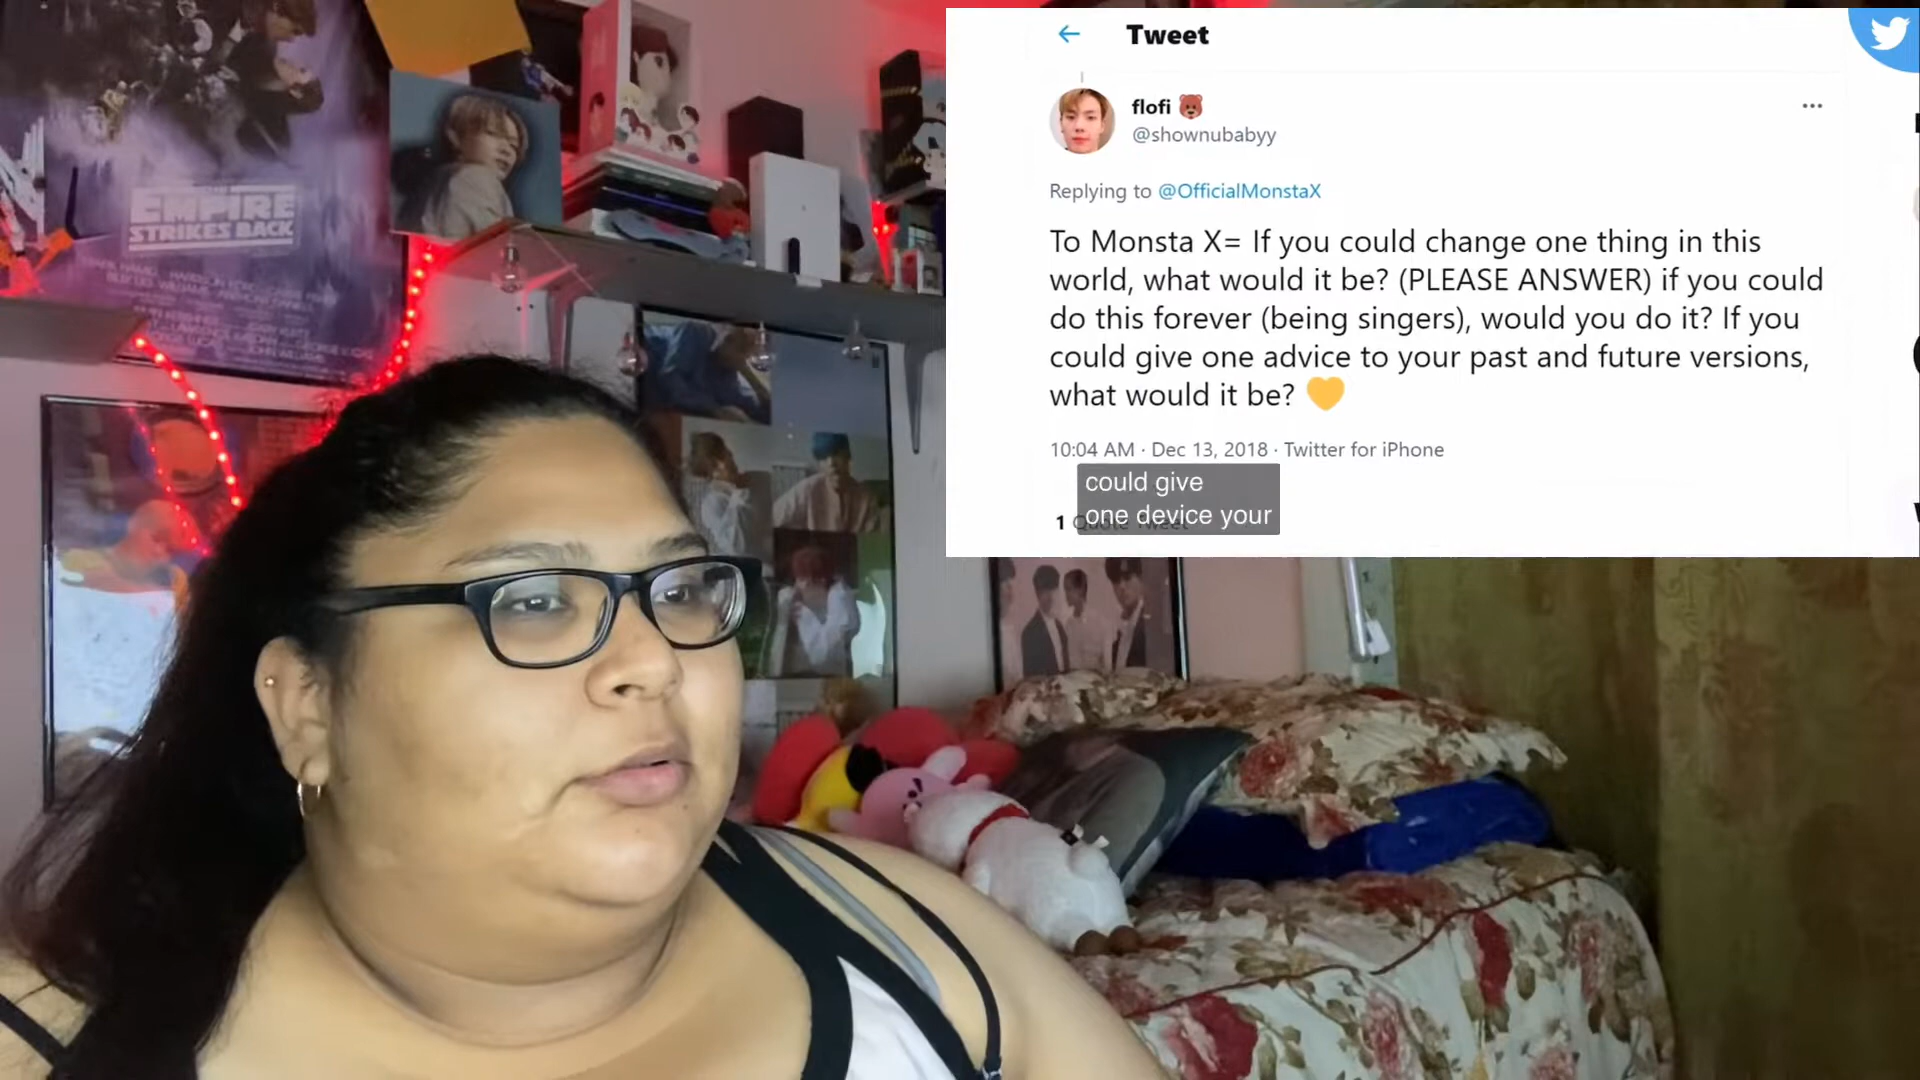 Tweet
flofi
@shownubabyy
Replying to @OfficialMonstaX
To Monsta X= If you could change one thing in this
world, what would it be? (PLEASE ANSWER) if you could
do this forever (being singers), would you do it? If you
could give one advice to your past and future versions,
what would it be? 💛
10:04 AM · Dec 13, 2018 · Twitter for iPhone
could give
one device your
1 Quote Tweet
EMPIRE
STRIKES BACK